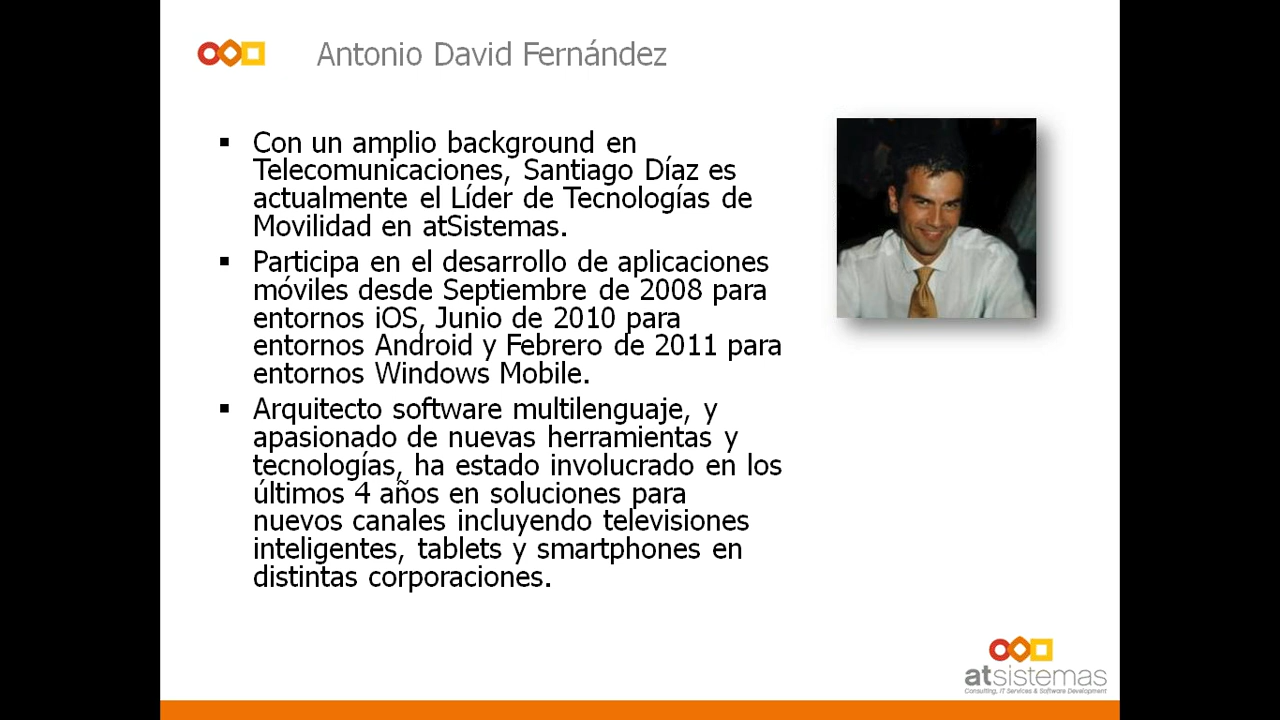 Antonio David Fernández
▪ Con un amplio background en
Telecomunicaciones, Santiago Díaz es
actualmente el Líder de Tecnologías de
Movilidad en atSistemas.
▪ Participa en el desarrollo de aplicaciones
móviles desde Septiembre de 2008 para
entornos iOS, Junio de 2010 para
entornos Android y Febrero de 2011 para
entornos Windows Mobile.
▪ Arquitecto software multilenguaje, y
apasionado de nuevas herramientas y
tecnologías, ha estado involucrado en los
últimos 4 años en soluciones para
nuevos canales incluyendo televisiones
inteligentes, tablets y smartphones en
distintas corporaciones.
atsistemas
Consulting, IT Services & Software Development